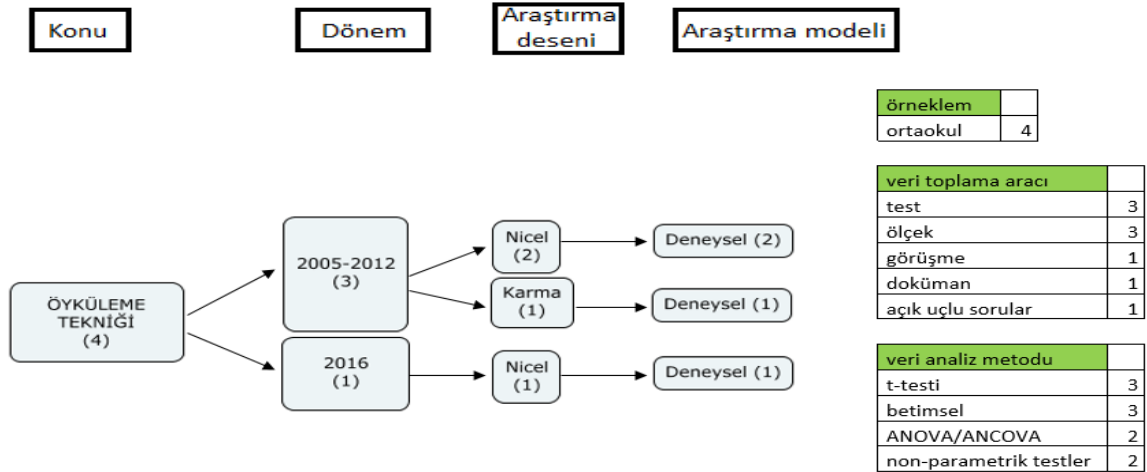 Konu
Dönem
Araştırma
deseni
Araştırma modeli
örneklem
ortaokul 4
veri toplama aracı
test 3
ölçek 3
görüşme 1
doküman 1
açık uçlu sorular 1
veri analiz metodu
t-testi 3
betimsel 3
ANOVA/ANCOVA 2
non-parametrik testler 2
ÖYKÜLEME
TEKNİĞİ
(4)
2005-2012
(3)
Nicel
(2)
Deneysel (2)
Karma
(1)
Deneysel (1)
2016
(1)
Nicel
(1)
Deneysel (1)